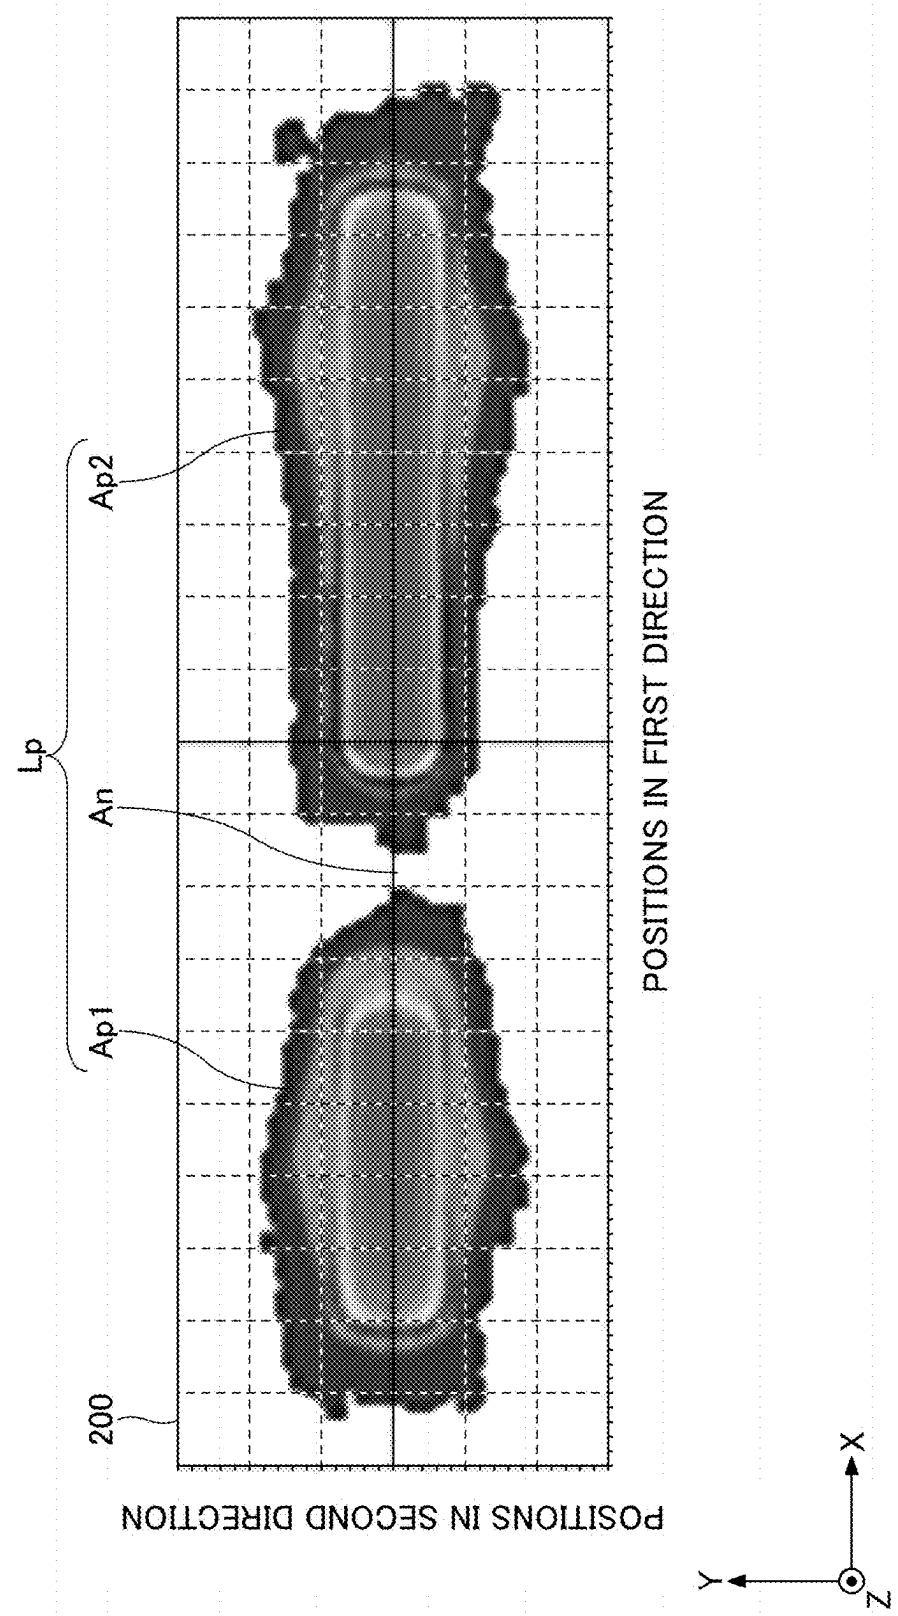 Lp
Ap1
An
Ap2
200
POSITIONS IN SECOND DIRECTION
POSITIONS IN FIRST DIRECTION
Y
X
Z